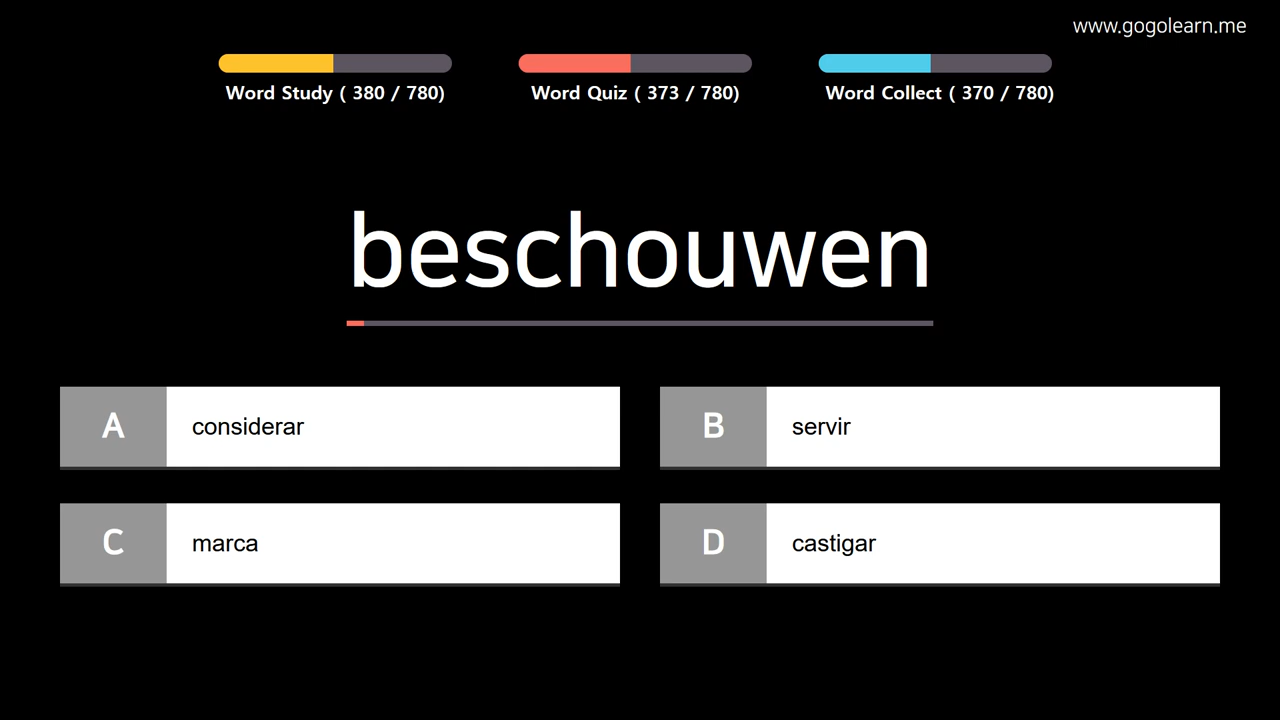 www.gogolearn.me
Word Study ( 380 / 780)
Word Quiz ( 373 / 780)
Word Collect ( 370 / 780)
beschouwen
A
considerar
B
servir
C
marca
D
castigar